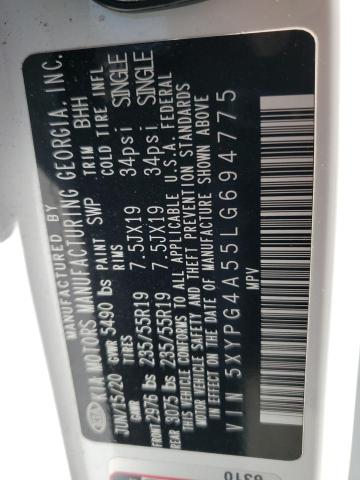 MANUFACTURED BY
KIA MOTORS MANUFACTURING GEORGIA, INC.
JUN/15/20 GVWR 5490 lbs PAINT SWP TRIM BHH
GWR TIRES RIMS COLD TIRE INFL
FRONT 2976 lbs 235/55R19 7.5JX19 34psi SINGLE
REAR 3075 lbs 235/55R19 7.5JX19 34psi SINGLE
THIS VEHICLE CONFORMS TO ALL APPLICABLE U.S.A. FEDERAL
MOTOR VEHICLE SAFETY AND THEFT PREVENTION STANDARDS
IN EFFECT ON THE DATE OF MANUFACTURE SHOWN ABOVE
VIN 5XYPG4A55LG694775
MPV
6310